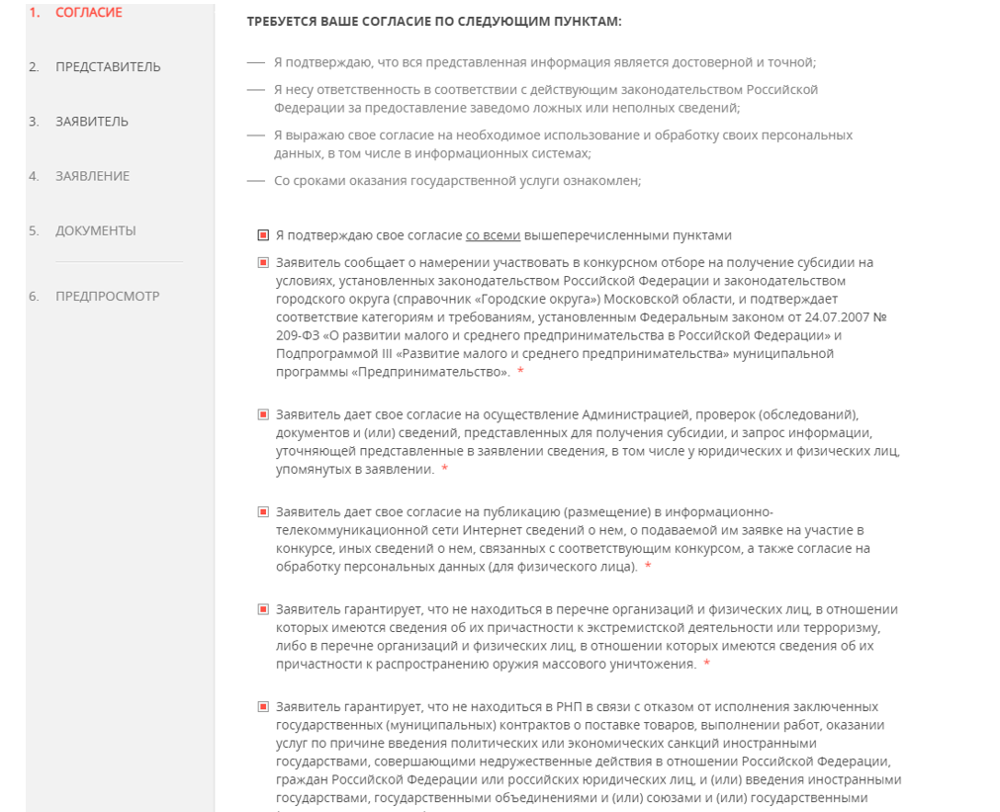 1. СОГЛАСИЕ
2. ПРЕДСТАВИТЕЛЬ
3. ЗАЯВИТЕЛЬ
4. ЗАЯВЛЕНИЕ
5. ДОКУМЕНТЫ
6. ПРЕДПРОСМОТР
ТРЕБУЕТСЯ ВАШЕ СОГЛАСИЕ ПО СЛЕДУЮЩИМ ПУНКТАМ:
— Я подтверждаю, что вся представленная информация является достоверной и точной;
— Я несу ответственность в соответствии с действующим законодательством Российской
Федерации за предоставление заведомо ложных или неполных сведений;
— Я выражаю свое согласие на необходимое использование и обработку своих персональных
данных, в том числе в информационных системах;
— Со сроками оказания государственной услуги ознакомлен;
Я подтверждаю свое согласие со всеми вышеперечисленными пунктами
Заявитель сообщает о намерении участвовать в конкурсном отборе на получение субсидии на
условиях, установленных законодательством Российской Федерации и законодательством
городского округа (справочник «Городские округа») Московской области, и подтверждает
соответствие категориям и требованиям, установленным Федеральным законом от 24.07.2007 №
209-ФЗ «О развитии малого и среднего предпринимательства в Российской Федерации» и
Подпрограммой III «Развитие малого и среднего предпринимательства» муниципальной
программы «Предпринимательство». *
Заявитель дает свое согласие на осуществление Администрацией, проверок (обследований),
документов и (или) сведений, представленных для получения субсидии, и запрос информации,
уточняющей представленные в заявлении сведения, в том числе у юридических и физических лиц,
упомянутых в заявлении. *
Заявитель дает свое согласие на публикацию (размещение) в информационно-
телекоммуникационной сети Интернет сведений о нем, о подаваемой им заявке на участие в
конкурсе, иных сведений о нем, связанных с соответствующим конкурсом, а также согласие на
обработку персональных данных (для физического лица). *
Заявитель гарантирует, что не находиться в перечне организаций и физических лиц, в отношении
которых имеются сведения об их причастности к экстремистской деятельности или терроризму,
либо в перечне организаций и физических лиц, в отношении которых имеются сведения об их
причастности к распространению оружия массового уничтожения. *
Заявитель гарантирует, что не находиться в РНП в связи с отказом от исполнения заключенных
государственных (муниципальных) контрактов о поставке товаров, выполнении работ, оказании
услуг по причине введения политических или экономических санкций иностранными
государствами, совершающими недружественные действия в отношении Российской Федерации,
граждан Российской Федерации или российских юридических лиц, и (или) введения иностранными
государствами, государственными объединениями и (или) союзами и (или) государственными